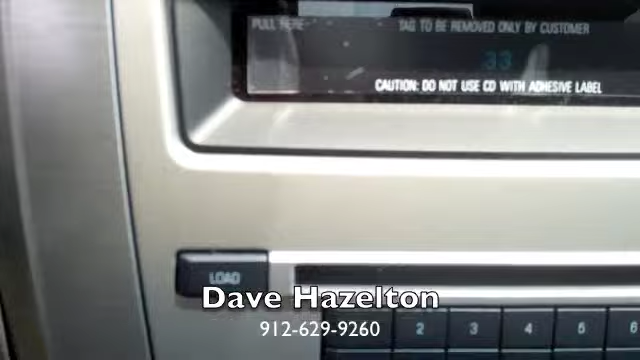 PULL HERE TAG TO BE REMOVED ONLY BY CUSTOMER
33
CAUTION: DO NOT USE CD WITH ADHESIVE LABEL
LOAD
Dave Hazelton
912-629-9260
2 3 4 5 6